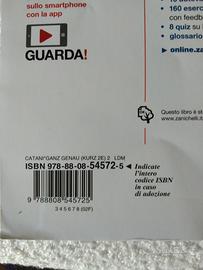 sullo smartphone
con la app
GUARDA!
160 eserc
con feedb
8 quiz su
glossario
online.za
Questo libro è st
www.zanichelli.it
CATANI*GANZ GENAU (KURZ 2E) 2 LDM
ISBN 978-88-08-54572-5
Indicate
l'intero
codice ISBN
in caso
di adozione
9 788808 545725
3 4 5 6 7 8 (02F)